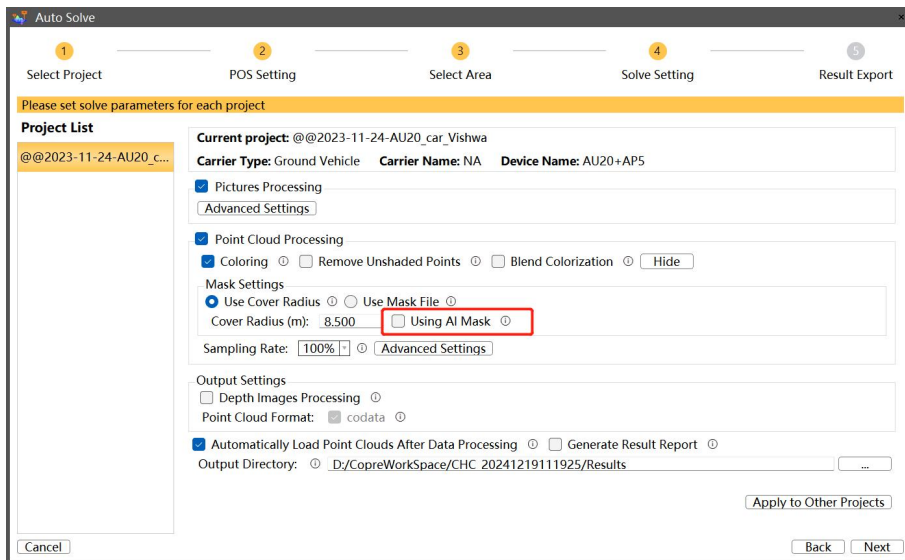 Auto Solve
1 2 3 4 5
Select Project POS Setting Select Area Solve Setting Result Export
Please set solve parameters for each project
Project List
@@2023-11-24-AU20_c...
Current project: @@2023-11-24-AU20_car_Vishwa
Carrier Type: Ground Vehicle Carrier Name: NA Device Name: AU20+AP5
Pictures Processing
Advanced Settings
Point Cloud Processing
Coloring Remove Unshaded Points Blend Colorization Hide
Mask Settings
Use Cover Radius Use Mask File
Cover Radius (m): 8.500 Using AI Mask
Sampling Rate: 100% Advanced Settings
Output Settings
Depth Images Processing
Point Cloud Format: codata
Automatically Load Point Clouds After Data Processing Generate Result Report
Output Directory: D:/CopreWorkSpace/CHC_20241219111925/Results ...
Apply to Other Projects
Cancel Back Next